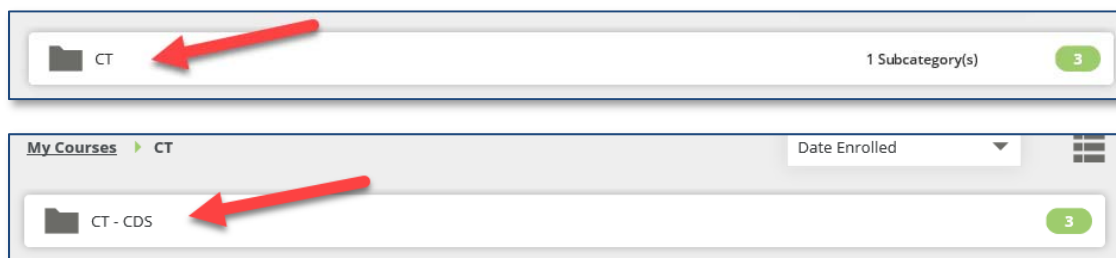 CT 1 Subcategory(s) 3
My Courses CT Date Enrolled
CT - CDS 3